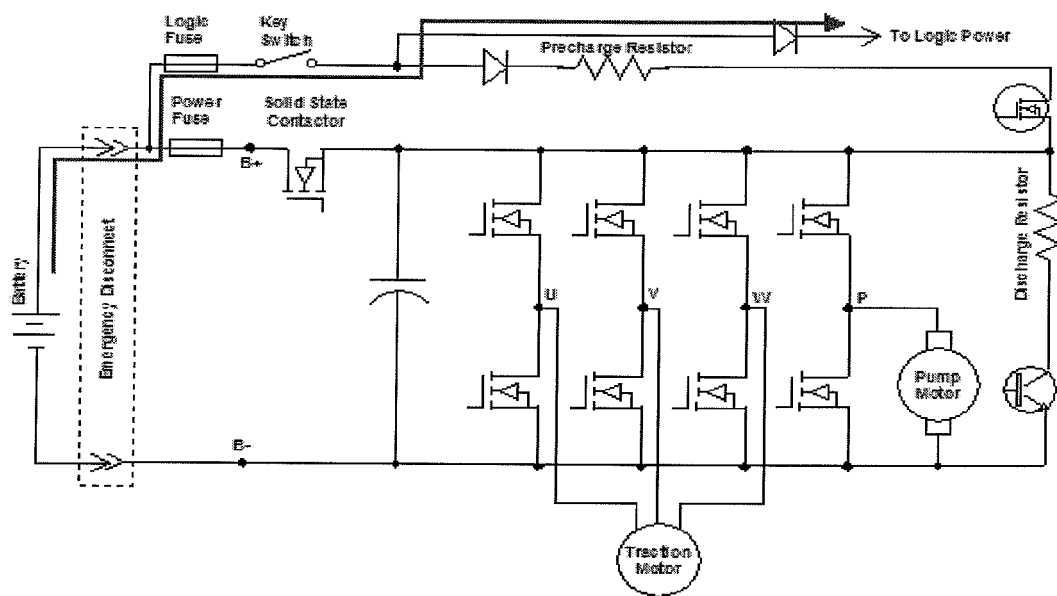 Logic
Fuse
Key
Switch
Precharge Resistor
To Logic Power
Power
Fuse
Solid State
Contactor
B+
Discharge Resistor
Battery
Emergency Disconnect
U
V
W
P
Pump
Motor
B-
Traction
Motor